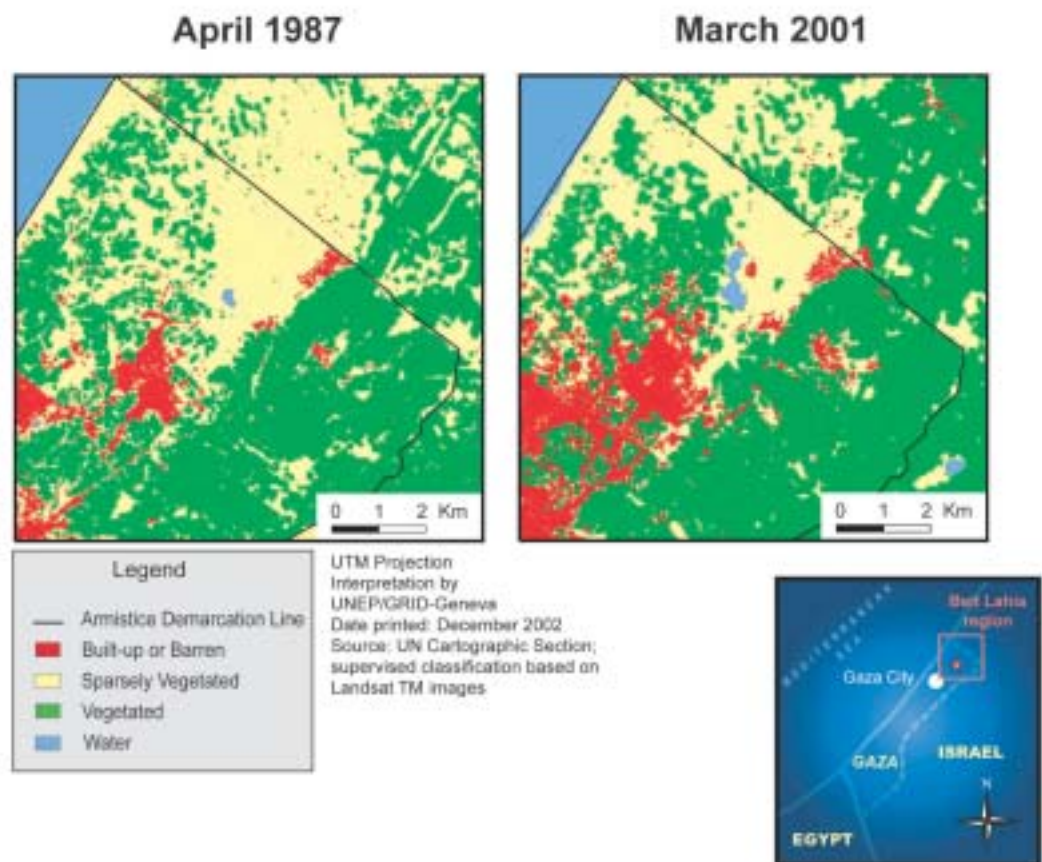 April 1987
March 2001
0 1 2 Km
0 1 2 Km
Legend
Armistice Demarcation Line
Built-up or Barren
Sparsely Vegetated
Vegetated
Water
UTM Projection
Interpretation by
UNEP/GRID-Geneva
Date printed: December 2002
Source: UN Cartographic Section;
supervised classification based on
Landsat TM images
MEDITERRANEAN
SEA
Beit Lahia
region
Gaza City
GAZA
ISRAEL
N
EGYPT